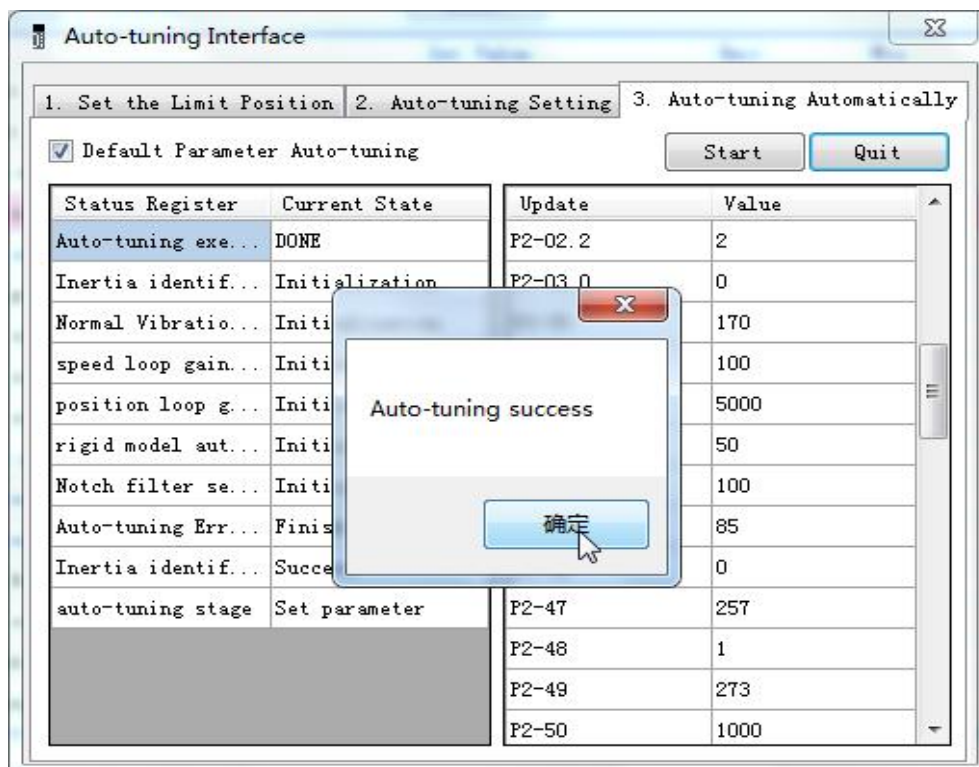 Auto-tuning Interface
1. Set the Limit Position
2. Auto-tuning Setting
3. Auto-tuning Automatically
Default Parameter Auto-tuning
Start
Quit
Status Register Current State
Auto-tuning exe... DONE
Inertia identif... Initialization
Normal Vibratio... Initi
speed loop gain... Initi
position loop g... Initi
rigid model aut... Initi
Notch filter se... Initi
Auto-tuning Err... Finis
Inertia identif... Succe
auto-tuning stage Set parameter
Update Value
P2-02.2 2
P2-03.0 0
170
100
5000
50
100
85
0
P2-47 257
P2-48 1
P2-49 273
P2-50 1000
Auto-tuning success
确定